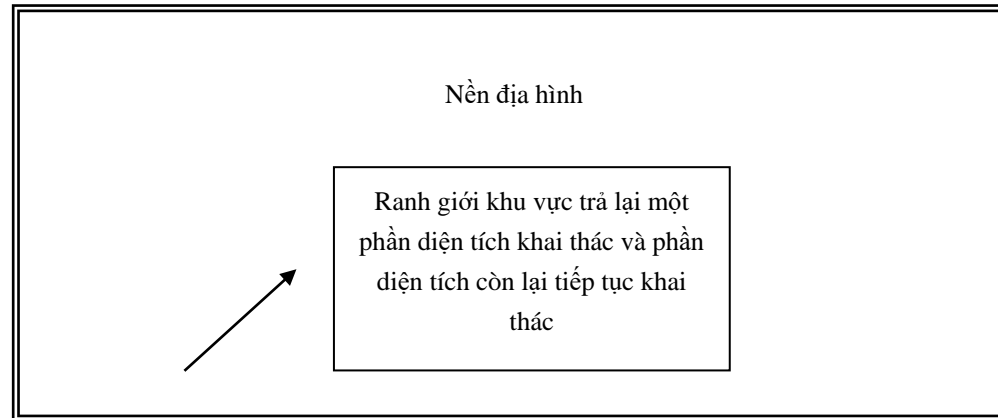 Nền địa hình
Ranh giới khu vực trả lại một
phần diện tích khai thác và phần
diện tích còn lại tiếp tục khai
thác